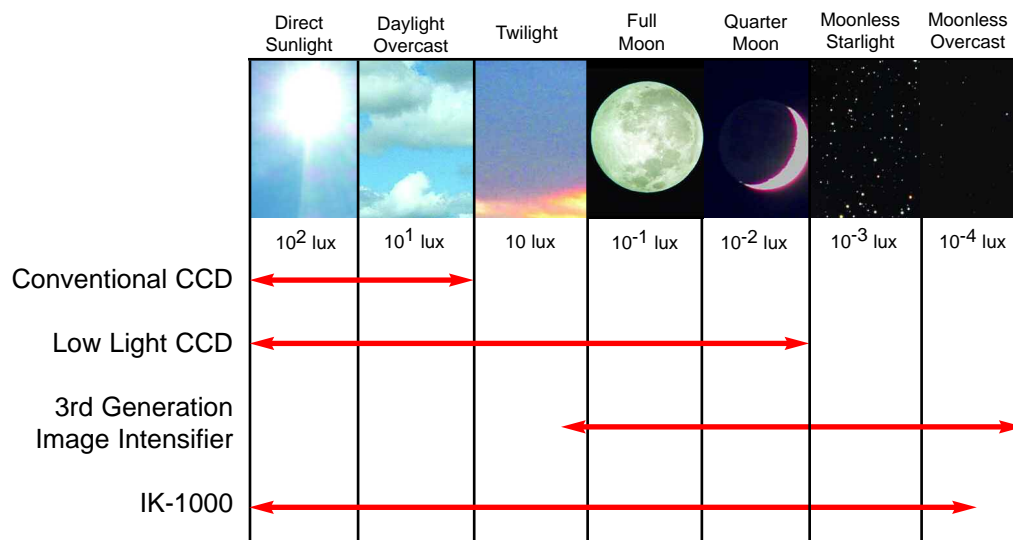 Direct Sunlight
Daylight Overcast
Twilight
Full Moon
Quarter Moon
Moonless Starlight
Moonless Overcast
10² lux
10¹ lux
10 lux
10⁻¹ lux
10⁻² lux
10⁻³ lux
10⁻⁴ lux
Conventional CCD
Low Light CCD
3rd Generation
Image Intensifier
IK-1000